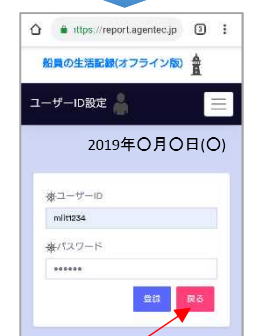 https://report.agentec.jp
3
船員の生活記録(オフライン版)
ユーザーID設定
2019年〇月〇日(〇)
※ユーザーID
mlit1234
※パスワード
••••••
登録 戻る